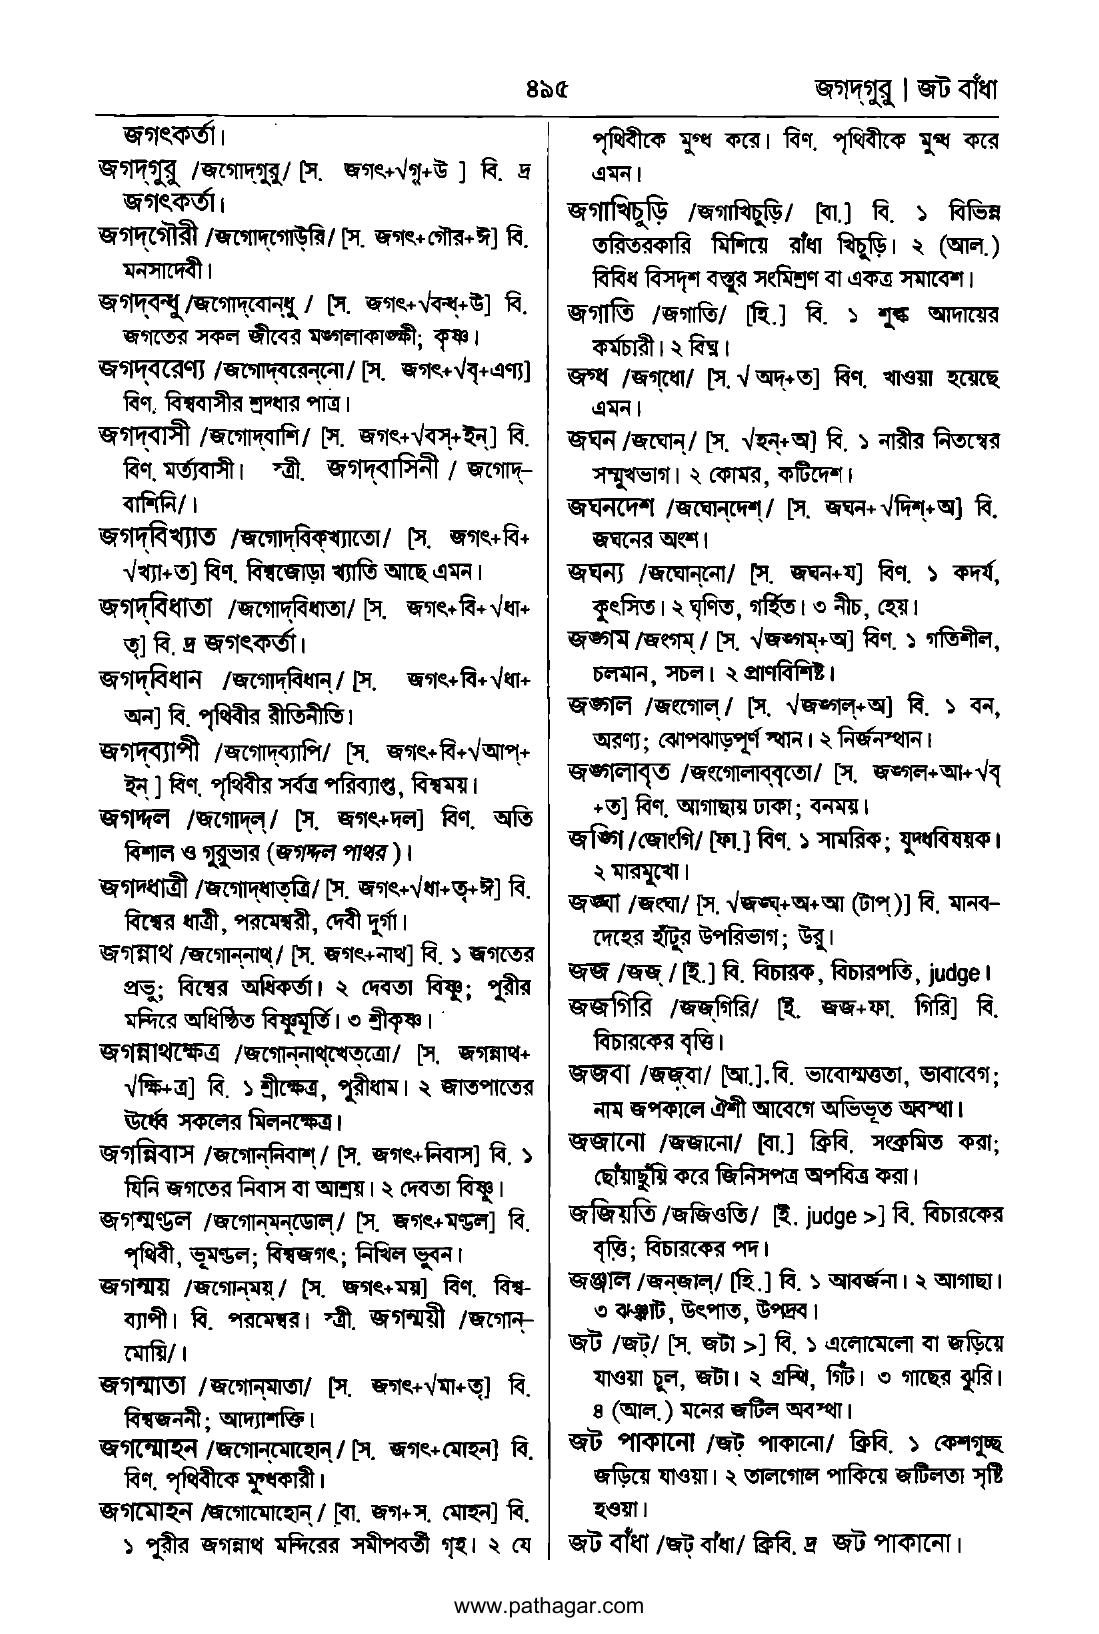 ৪৯৫
জগদ্‌গুরু | জট বাঁধা
জগৎকর্তা।
জগদ্‌গুরু /জগোদ্‌গুরু/ [স. জগৎ+√গৃ+উ ] বি. দ্র
জগৎকর্তা।
জগদ্‌গৌরী /জগোদ্‌গোউ্‌রি/ [স. জগৎ+গৌর+ঈ] বি.
মনসাদেবী।
জগদ্‌বন্ধু /জগোদ্‌বোন্‌ধু / [স. জগৎ+√বন্ধ্‌+উ] বি.
জগতের সকল জীবের মঙ্গলাকাঙ্ক্ষী; কৃষ্ণ।
জগদ্‌বরেণ্য /জগোদ্‌বরেন্‌নো/ [স. জগৎ+√বৃ+এণ্য]
বিণ. বিশ্ববাসীর শ্রদ্ধার পাত্র।
জগদ্‌বাসী /জগোদ্‌বাশি/ [স. জগৎ+√বস্‌+ইন্‌] বি.
বিণ. মর্ত্যবাসী। স্ত্রী. জগদ্‌বাসিনী / জগোদ্‌–
বাশিনি/।
জগদ্‌বিখ্যাত /জগোদ্‌বিক্‌খ্যাতো/ [স. জগৎ+বি+
√খ্যা+ত] বিণ. বিশ্বজোড়া খ্যাতি আছে এমন।
জগদ্‌বিধাতা /জগোদ্‌বিধাতা/ [স. জগৎ+বি+√ধা+
তৃ] বি. দ্র জগৎকর্তা।
জগদ্‌বিধান /জগোদ্‌বিধান্‌/ [স. জগৎ+বি+√ধা+
অন] বি. পৃথিবীর রীতিনীতি।
জগদ্‌ব্যাপী /জগোদ্‌ব্যাপি/ [স. জগৎ+বি+√আপ্‌+
ইন্‌ ] বিণ. পৃথিবীর সর্বত্র পরিব্যাপ্ত, বিশ্বময়।
জগদ্দল /জগোদ্‌দল্‌/ [স. জগৎ+দল] বিণ. অতি
বিশাল ও গুরুভার (জগদ্দল পাথর )।
জগদ্ধাত্রী /জগোদ্‌ধাত্‌ত্রি/ [স. জগৎ+√ধা+তৃ+ঈ] বি.
বিশ্বের ধাত্রী, পরমেশ্বরী, দেবী দুর্গা।
জগন্নাথ /জগোন্‌নাথ্‌/ [স. জগৎ+নাথ] বি. ১ জগতের
প্রভু; বিশ্বের অধিকর্তা। ২ দেবতা বিষ্ণু; পুরীর
মন্দিরে অধিষ্ঠিত বিষ্ণুমূর্তি। ৩ শ্রীকৃষ্ণ।
জগন্নাথক্ষেত্র /জগোন্‌নাথ্‌খেত্‌ত্রো/ [স. জগন্নাথ+
√ক্ষি+ত্র] বি. ১ শ্রীক্ষেত্র, পুরীধাম। ২ জাতপাতের
ঊর্ধ্বে সকলের মিলনক্ষেত্র।
জগন্নিবাস /জগোন্‌নিবাশ্‌/ [স. জগৎ+নিবাস] বি. ১
যিনি জগতের নিবাস বা আশ্রয়। ২ দেবতা বিষ্ণু।
জগন্মণ্ডল /জগোন্‌মন্‌ডোল্‌/ [স. জগৎ+মণ্ডল] বি.
পৃথিবী, ভূমণ্ডল; বিশ্বজগৎ; নিখিল ভুবন।
জগন্ময় /জগোন্‌ময়্‌/ [স. জগৎ+ময়] বিণ. বিশ্ব-
ব্যাপী। বি. পরমেশ্বর। স্ত্রী. জগন্ময়ী /জগোন্‌–
মোয়ি/।
জগন্মাতা /জগোন্‌মাতা/ [স. জগৎ+√মা+তৃ] বি.
বিশ্বজননী; আদ্যাশক্তি।
জগন্মোহন /জগোন্‌মোহোন্‌/ [স. জগৎ+মোহন] বি.
বিণ. পৃথিবীকে মুগ্ধকারী।
জগমোহন /জগোমোহোন্‌ / [বা. জগ+স. মোহন] বি.
১ পুরীর জগন্নাথ মন্দিরের সমীপবর্তী গৃহ। ২ যে
পৃথিবীকে মুগ্ধ করে। বিণ. পৃথিবীকে মুগ্ধ করে
এমন।
জগাখিচুড়ি /জগাখিচুড়ি/ [বা.] বি. ১ বিভিন্ন
তরিতরকারি মিশিয়ে রাঁধা খিচুড়ি। ২ (আল.)
বিবিধ বিসদৃশ বস্তুর সংমিশ্রণ বা একত্র সমাবেশ।
জগাতি /জগাতি/ [হি.] বি. ১ শুল্ক আদায়ের
কর্মচারী। ২ বিঘ্ন।
জগ্ধ /জগ্‌ধো/ [স. √ অদ্‌+ত] বিণ. খাওয়া হয়েছে
এমন।
জঘন /জঘোন্‌/ [স. √হন্‌+অ] বি. ১ নারীর নিতম্বের
সম্মুখভাগ। ২ কোমর, কটিদেশ।
জঘনদেশ /জঘোন্‌দেশ্‌/ [স. জঘন+√দিশ্‌+অ] বি.
জঘনের অংশ।
জঘন্য /জঘোন্‌নো/ [স. জঘন+য] বিণ. ১ কদর্য,
কুৎসিত। ২ ঘৃণিত, গর্হিত। ৩ নীচ, হেয়।
জঙ্গম /জংগম্‌ / [স. √জঙ্গম্‌+অ] বিণ. ১ গতিশীল,
চলমান, সচল। ২ প্রাণবিশিষ্ট।
জঙ্গল /জংগোল্‌/ [স. √জঙ্গল্‌+অ] বি. ১ বন,
অরণ্য; ঝোপঝাড়পূর্ণ স্থান। ২ নির্জনস্থান।
জঙ্গলাবৃত /জংগোলাব্‌বৃতো/ [স. জঙ্গল+আ+√বৃ
+ত] বিণ. আগাছায় ঢাকা; বনময়।
জঙ্গি /জোংগি/ [ফা.] বিণ. ১ সামরিক; যুদ্ধবিষয়ক।
২ মারমুখো।
জঙ্ঘা /জংঘা/ [স. √জঙ্ঘ্‌+অ+আ (টাপ্‌)] বি. মানব–
দেহের হাঁটুর উপরিভাগ; উরু।
জজ /জজ্‌ / [ই.] বি. বিচারক, বিচারপতি, judge।
জজগিরি /জজ্‌গিরি/ [ই. জজ+ফা. গিরি] বি.
বিচারকের বৃত্তি।
জজবা /জজ্‌বা/ [আ.].বি. ভাবোন্মত্ততা, ভাবাবেগ;
নাম জপকালে ঐশী আবেগে অভিভূত অবস্থা।
জজানো /জজানো/ [বা.] ক্রিবি. সংক্রমিত করা;
ছোঁয়াছুঁয়ি করে জিনিসপত্র অপবিত্র করা।
জজিয়তি /জজিওতি/ [ই. judge >] বি. বিচারকের
বৃত্তি; বিচারকের পদ।
জঞ্জাল /জন্‌জাল্‌/ [হি.] বি. ১ আবর্জনা। ২ আগাছা।
৩ ঝঞ্ঝাট, উৎপাত, উপদ্রব।
জট /জট্‌/ [স. জটা >] বি. ১ এলোমেলো বা জড়িয়ে
যাওয়া চুল, জটা। ২ গ্রন্থি, গিঁট। ৩ গাছের ঝুরি।
৪ (আল.) মনের জটিল অবস্থা।
জট পাকানো /জট্‌ পাকানো/ ক্রিবি. ১ কেশগুচ্ছ
জড়িয়ে যাওয়া। ২ তালগোল পাকিয়ে জটিলতা সৃষ্টি
হওয়া।
জট বাঁধা /জট্‌ বাঁধা/ ক্রিবি. দ্র জট পাকানো।
www.pathagar.com